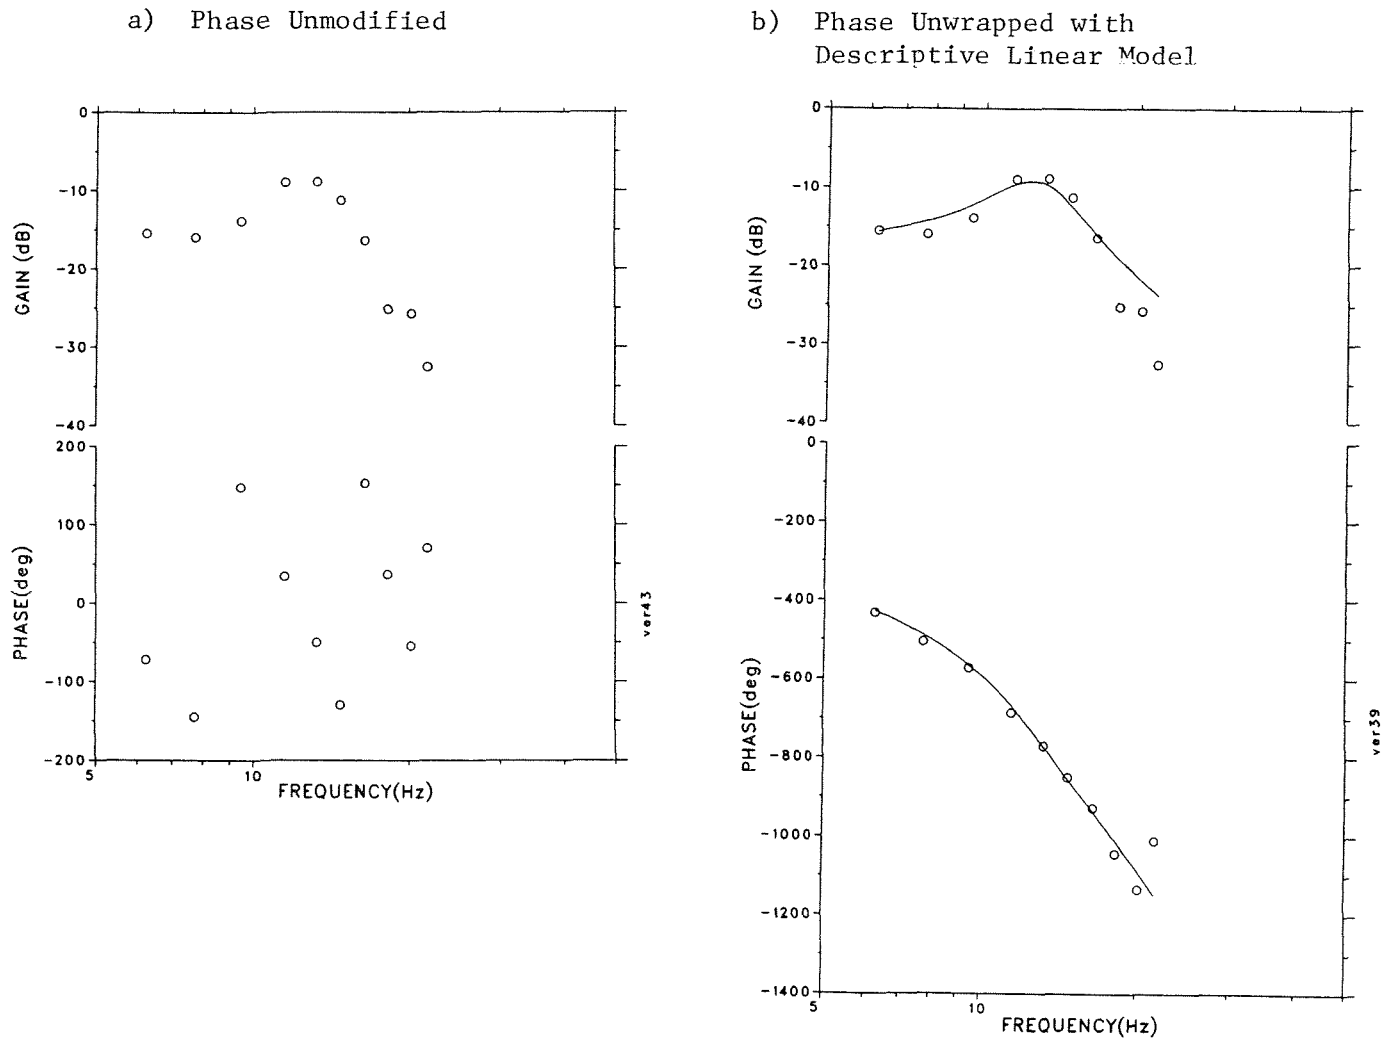 a) Phase Unmodified
0
-10
-20
-30
-40
GAIN (dB)
200
100
0
-100
-200
PHASE(deg)
5
10
FREQUENCY(Hz)
ver43
b) Phase Unwrapped with
Descriptive Linear Model
0
-10
-20
-30
-40
GAIN (dB)
0
-200
-400
-600
-800
-1000
-1200
-1400
PHASE(deg)
5
10
FREQUENCY(Hz)
ver39